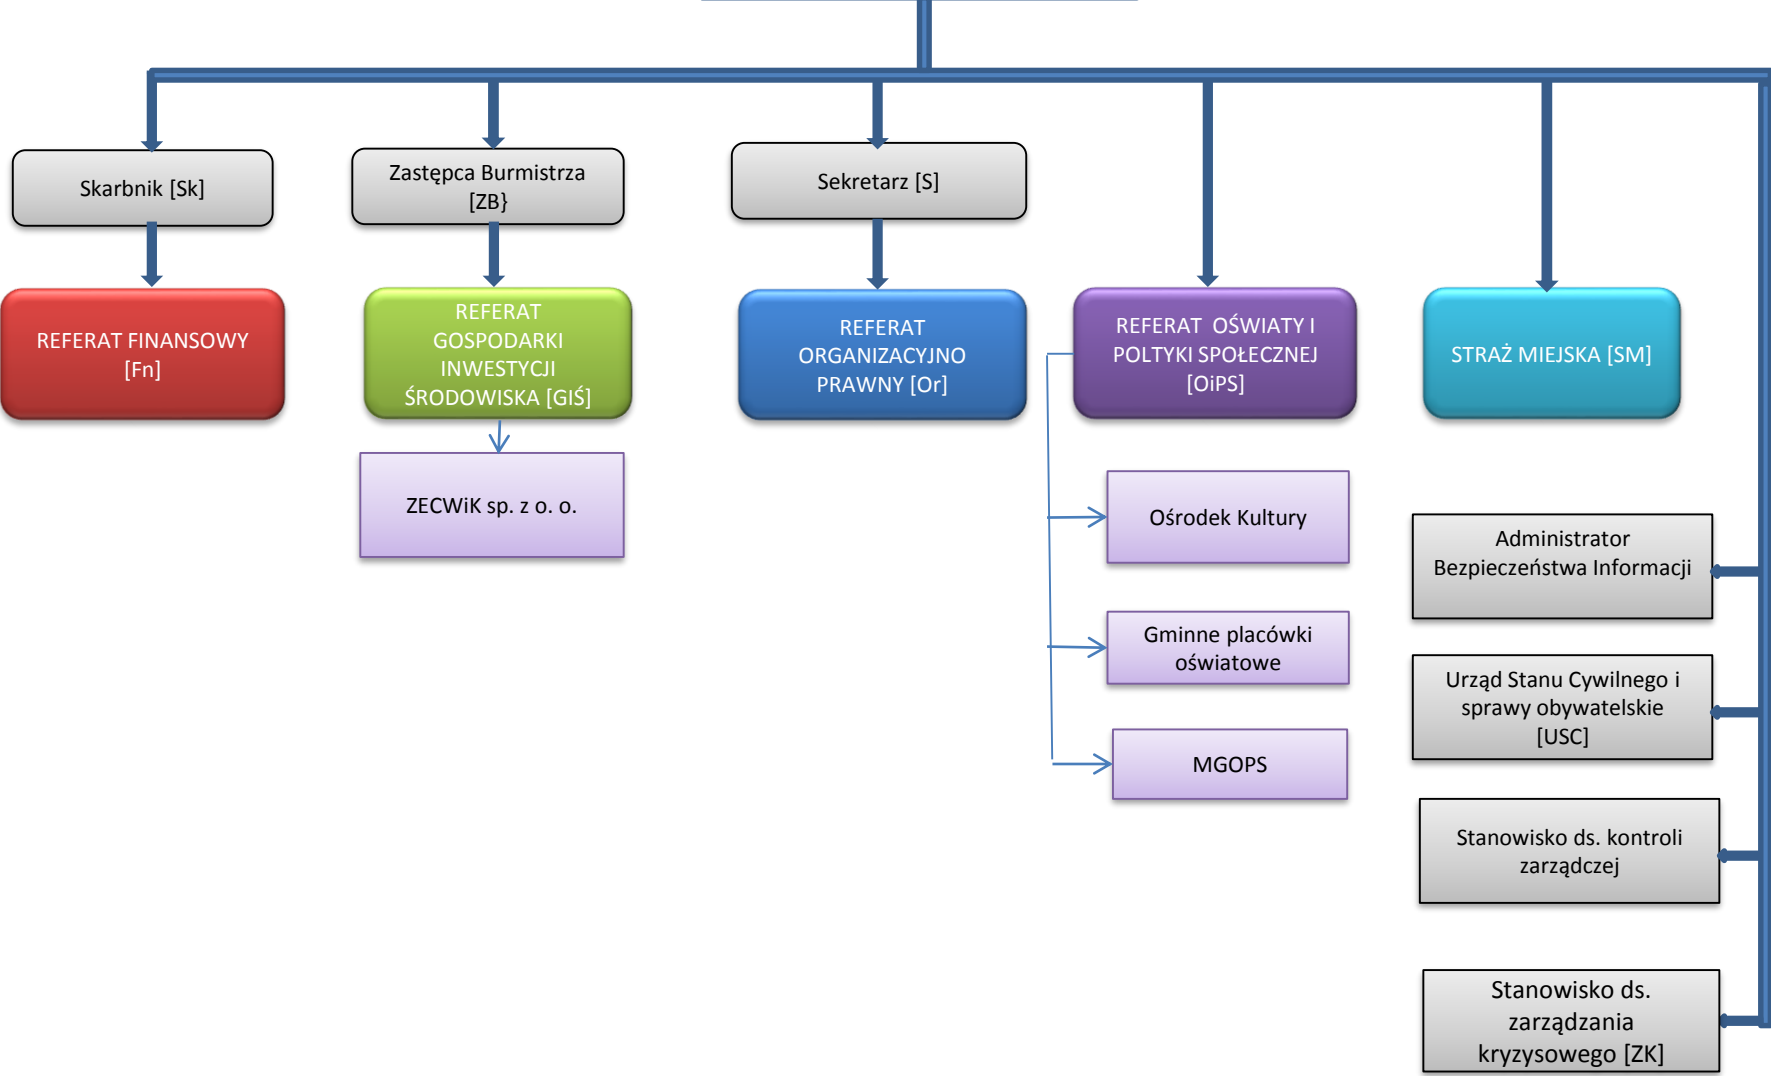 Skarbnik [Sk]
Zastępca Burmistrza
[ZB}
Sekretarz [S]
REFERAT FINANSOWY
[Fn]
REFERAT
GOSPODARKI
INWESTYCJI
ŚRODOWISKA [GIŚ]
REFERAT
ORGANIZACYJNO
PRAWNY [Or]
REFERAT OŚWIATY I
POLTYKI SPOŁECZNEJ
[OiPS]
STRAŻ MIEJSKA [SM]
ZECWiK sp. z o. o.
Ośrodek Kultury
Gminne placówki
oświatowe
MGOPS
Administrator
Bezpieczeństwa Informacji
Urząd Stanu Cywilnego i
sprawy obywatelskie
[USC]
Stanowisko ds. kontroli
zarządczej
Stanowisko ds.
zarządzania
kryzysowego [ZK]